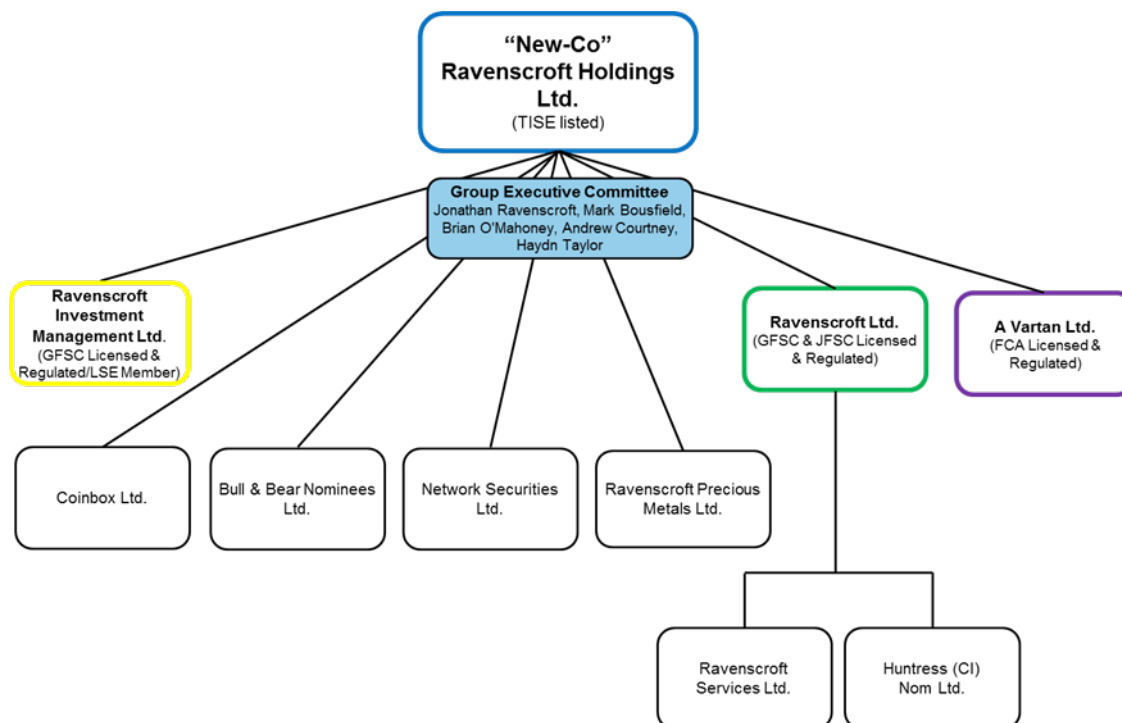 “New-Co”
Ravenscroft Holdings
Ltd.
(TISE listed)
Group Executive Committee
Jonathan Ravenscroft, Mark Bousfield,
Brian O'Mahoney, Andrew Courtney,
Haydn Taylor
Ravenscroft
Investment
Management Ltd.
(GFSC Licensed &
Regulated/LSE Member)
Ravenscroft Ltd.
(GFSC & JFSC Licensed
& Regulated)
A Vartan Ltd.
(FCA Licensed &
Regulated)
Coinbox Ltd.
Bull & Bear Nominees
Ltd.
Network Securities
Ltd.
Ravenscroft Precious
Metals Ltd.
Ravenscroft
Services Ltd.
Huntress (CI)
Nom Ltd.